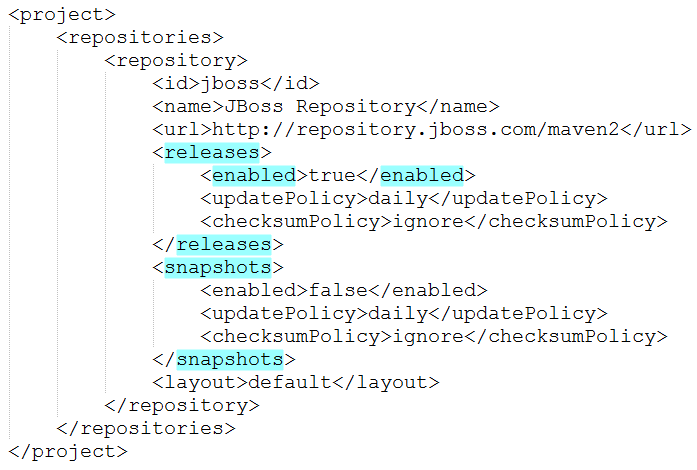 <project>
<repositories>
<repository>
<id>jboss</id>
<name>JBoss Repository</name>
<url>http://repository.jboss.com/maven2</url>
<releases>
<enabled>true</enabled>
<updatePolicy>daily</updatePolicy>
<checksumPolicy>ignore</checksumPolicy>
</releases>
<snapshots>
<enabled>false</enabled>
<updatePolicy>daily</updatePolicy>
<checksumPolicy>ignore</checksumPolicy>
</snapshots>
<layout>default</layout>
</repository>
</repositories>
</project>